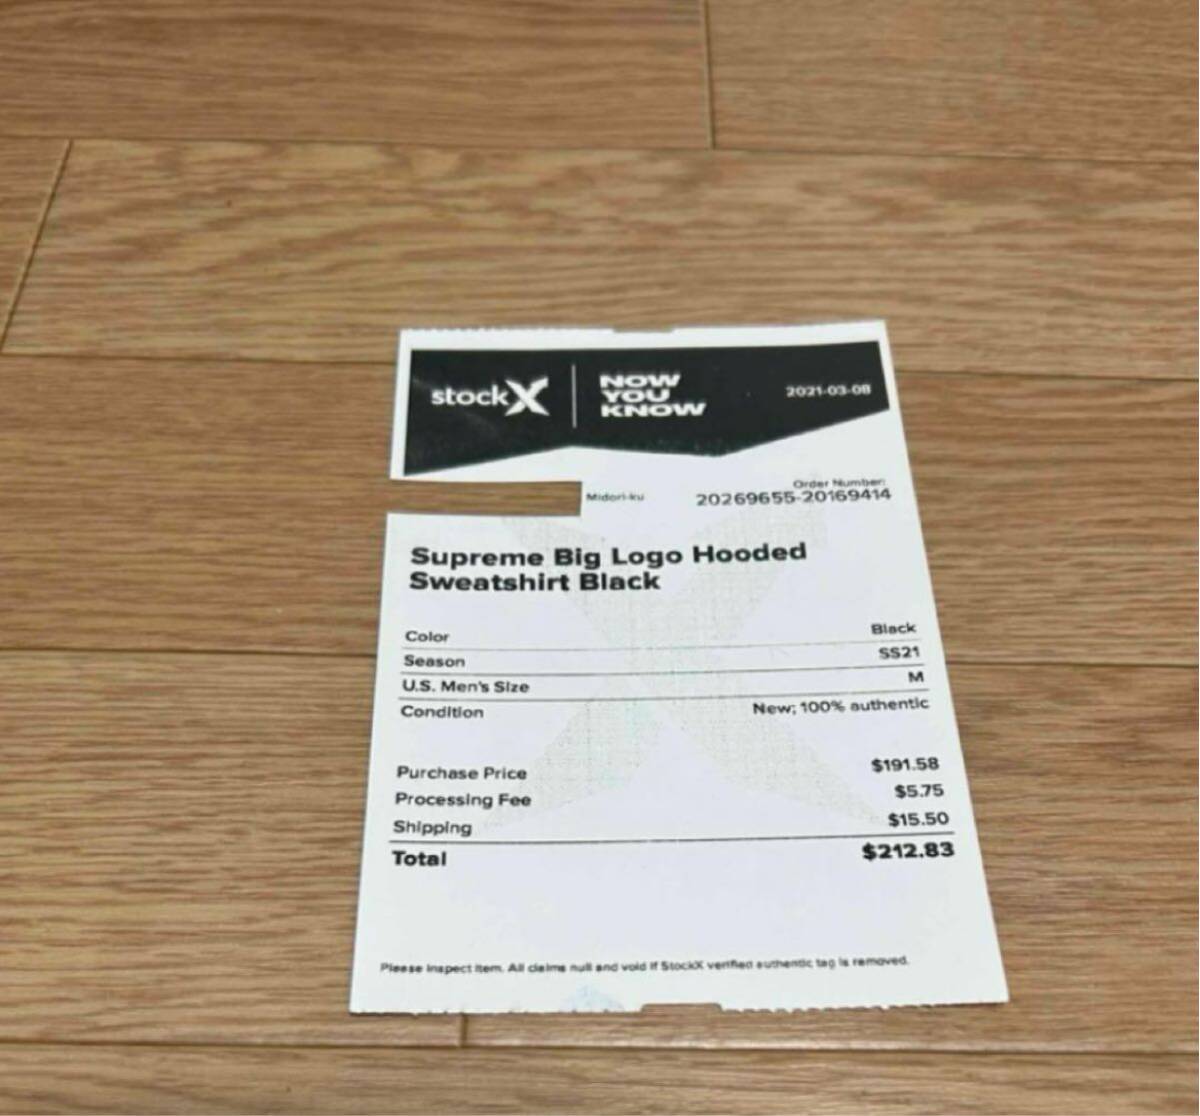 stockX
NOW
YOU
KNOW
2021-03-08
Midori-ku
Order Number:
20269655-20169414
Supreme Big Logo Hooded
Sweatshirt Black
Color Black
Season SS21
U.S. Men's Size M
Condition New; 100% authentic
Purchase Price $191.58
Processing Fee $5.75
Shipping $15.50
Total $212.83
Please inspect item. All claims null and void if StockX verified authentic tag is removed.